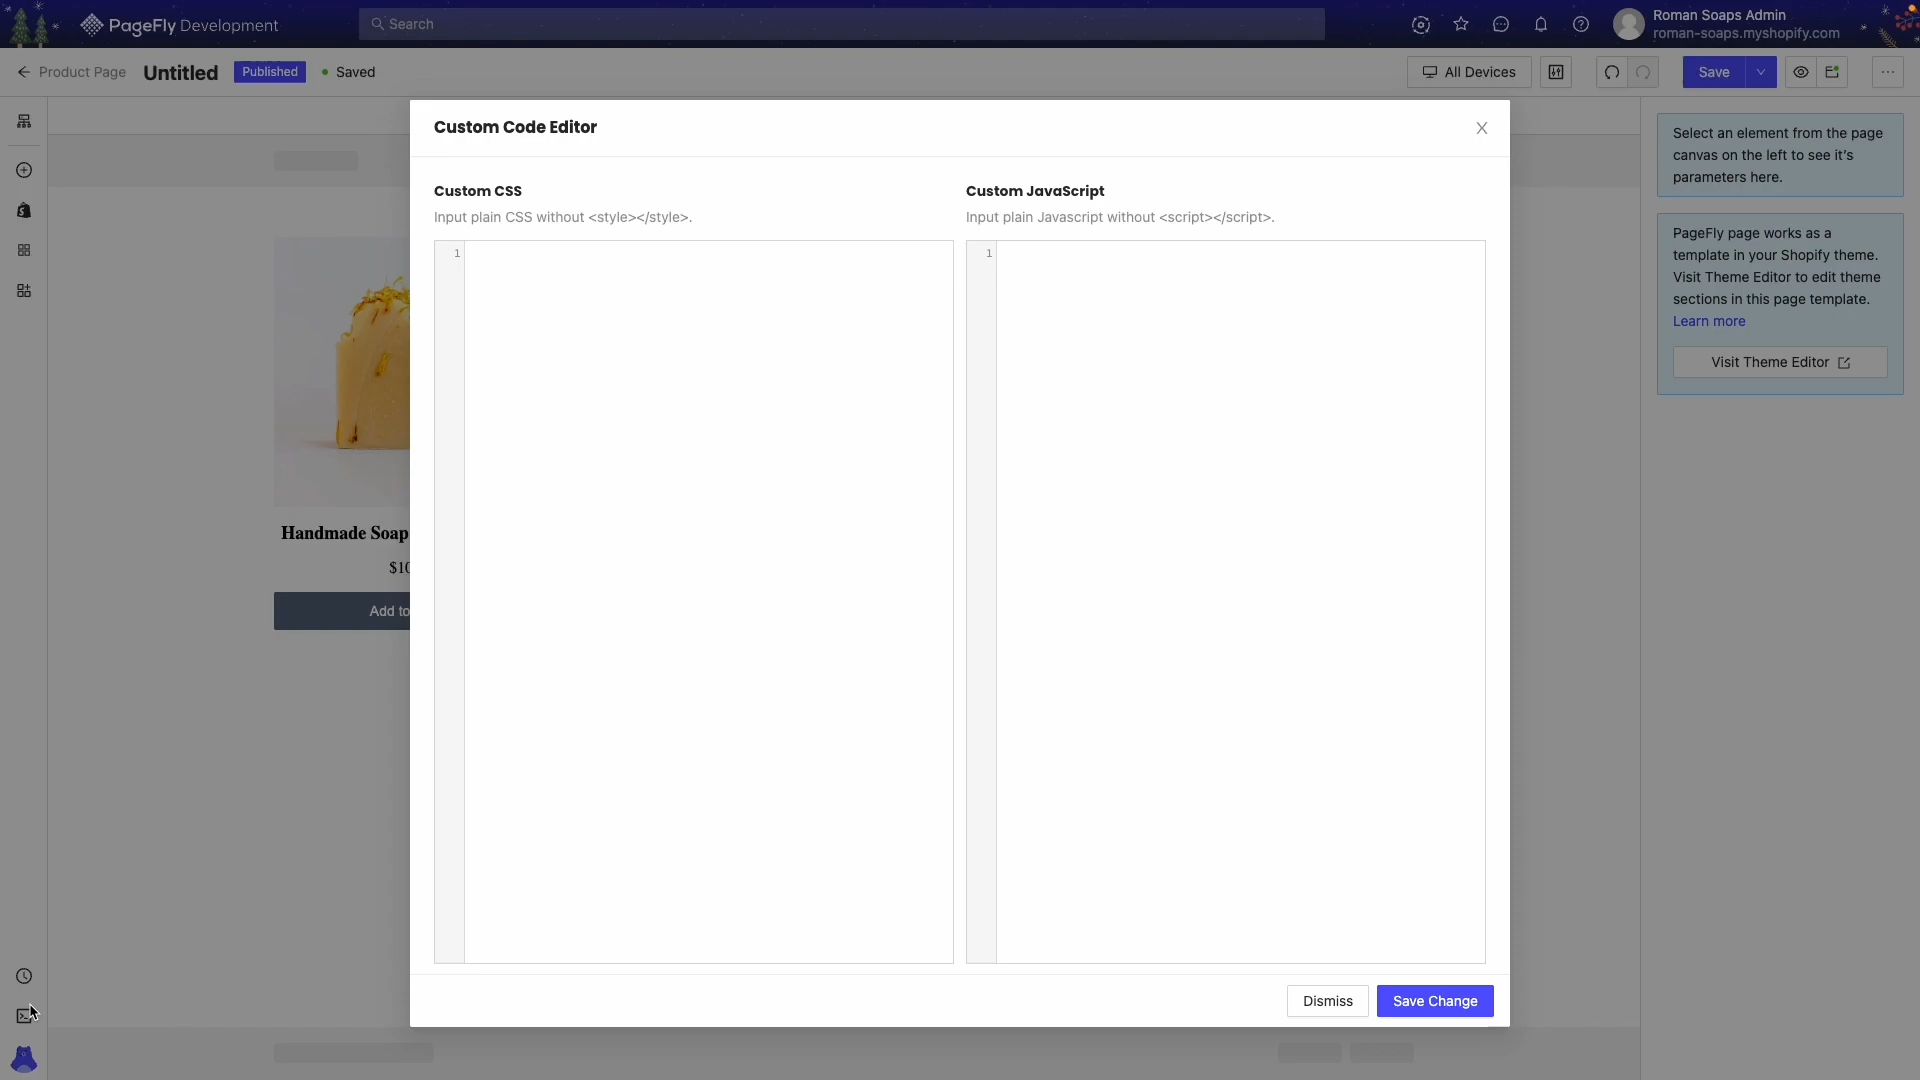 PageFly Development
Search
Roman Soaps Admin
roman-soaps.myshopify.com
Product Page
Untitled
Published
Saved
All Devices
Save
Custom Code Editor
Custom CSS
Input plain CSS without <style></style>.
1
Custom JavaScript
Input plain Javascript without <script></script>.
1
Handmade Soap
$10
Add to
Dismiss
Save Change
Select an element from the page
canvas on the left to see it's
parameters here.
PageFly page works as a
template in your Shopify theme.
Visit Theme Editor to edit theme
sections in this page template.
Learn more
Visit Theme Editor